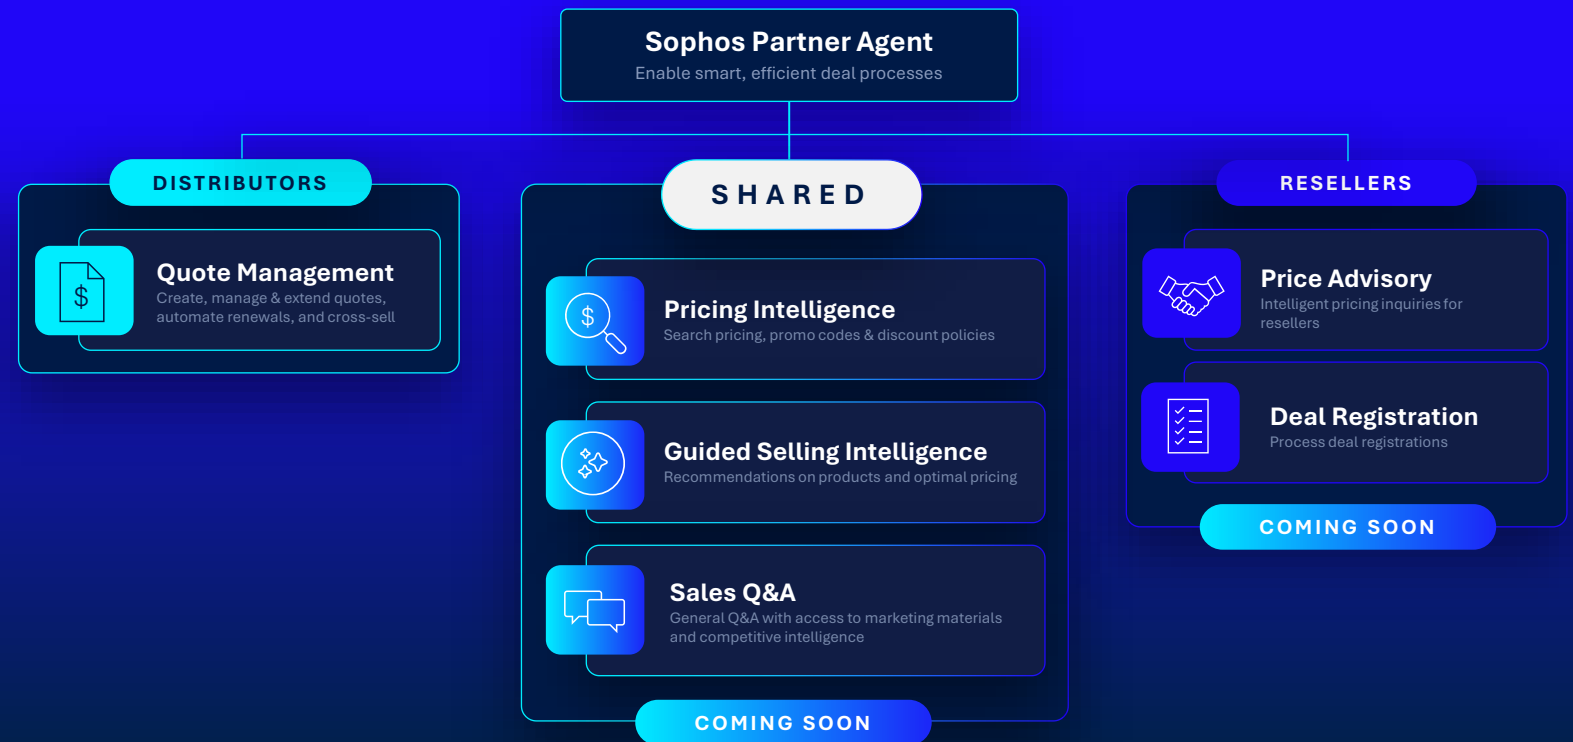 Sophos Partner Agent
Enable smart, efficient deal processes
DISTRIBUTORS
$
Quote Management
Create, manage & extend quotes,
automate renewals, and cross-sell
SHARED
$
Pricing Intelligence
Search pricing, promo codes & discount policies
Guided Selling Intelligence
Recommendations on products and optimal pricing
Sales Q&A
General Q&A with access to marketing materials
and competitive intelligence
COMING SOON
RESELLERS
Price Advisory
Intelligent pricing inquiries for
resellers
Deal Registration
Process deal registrations
COMING SOON